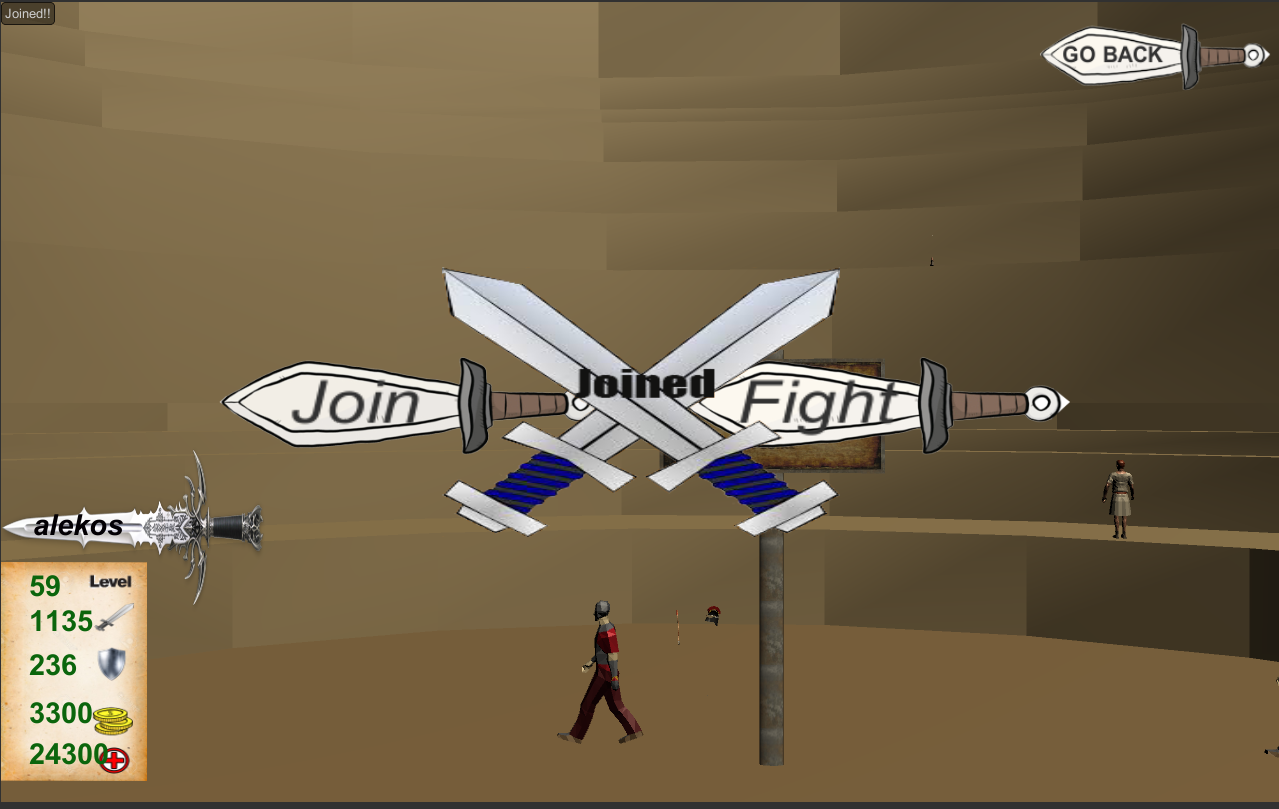 Joined!!
GO BACK
Join
Joined
Fight
alekos
59 Level
1135
236
3300
24300